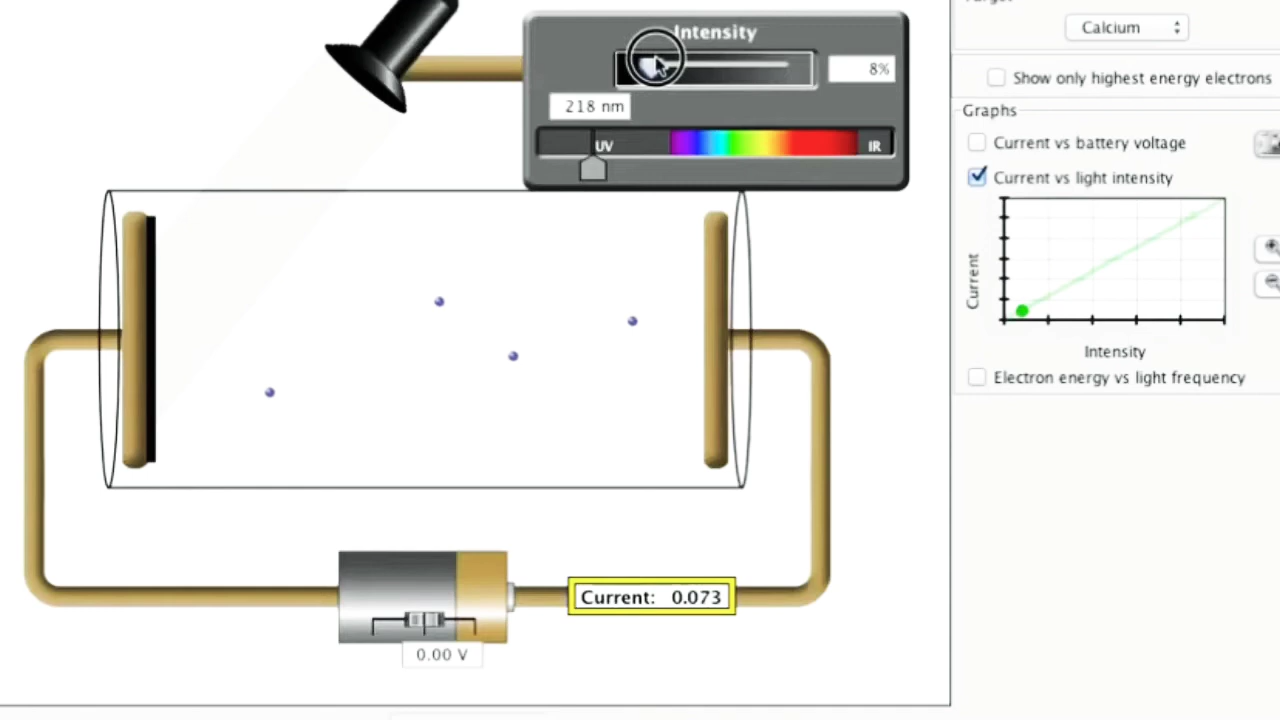 Intensity
8%
218 nm
UV
IR
Current: 0.073
0.00 V
Target
Calcium
Show only highest energy electrons
Graphs
Current vs battery voltage
Current vs light intensity
Current
Intensity
Electron energy vs light frequency